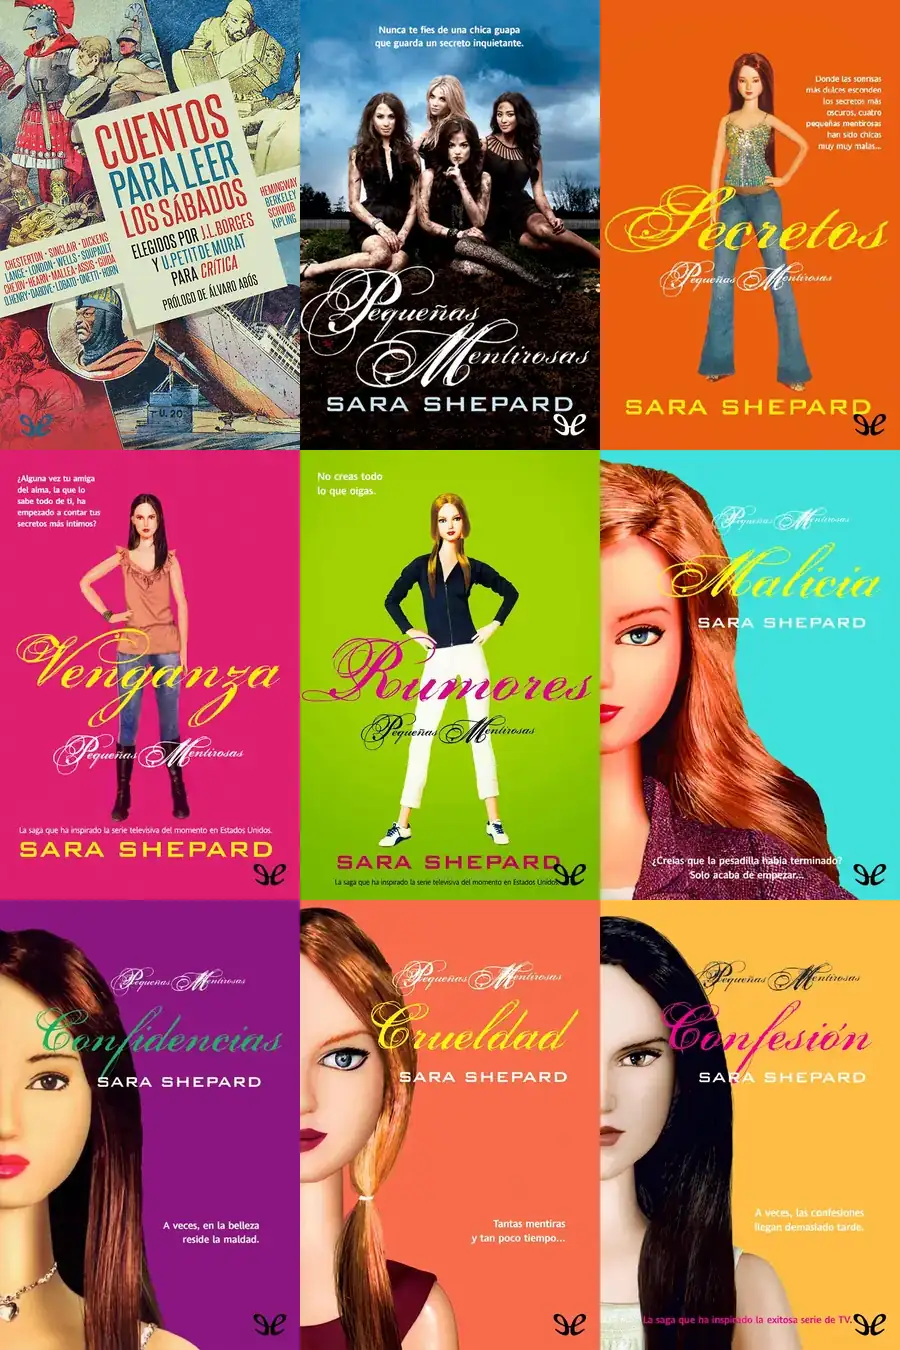 CUENTOS
PARA LEER
LOS SÁBADOS
ELEGIDOS POR J.L. BORGES
Y U. PETIT DE MURAT
PARA CRÍTICA
PRÓLOGO DE ÁLVARO ABÓS
CHESTERTON · SINCLAIR · DICKENS
LANGE · LONDON · WELLS · SOUPAULT
CHEJOV · HEARN · MALLEA · ASSIS · GUIDA
O.HENRY · DABOVE · LOBATO · ONETTI · HORN
HEMINGWAY
BERKELEY
SCHWOB
KIPLING
T.U. 20
Nunca te fíes de una chica guapa
que guarda un secreto inquietante.
Pequeñas
Mentirosas
SARA SHEPARD
Donde las sonrisas
más dulces esconden
los secretos más
oscuros, cuatro
pequeñas mentirosas
han sido chicas
muy muy malas...
Secretos
Pequeñas Mentirosas
SARA SHEPARD
¿Alguna vez tu amiga
del alma, la que lo
sabe todo de ti, ha
empezado a contar tus
secretos más íntimos?
Venganza
Pequeñas Mentirosas
La saga que ha inspirado la serie televisiva del momento en Estados Unidos.
SARA SHEPARD
No creas todo
lo que oigas.
Rumores
Pequeñas Mentirosas
SARA SHEPARD
La saga que ha inspirado la serie televisiva del momento en Estados Unidos
Pequeñas Mentirosas
Malicia
SARA SHEPARD
¿Creías que la pesadilla había terminado?
Solo acaba de empezar...
Pequeñas Mentirosas
Confidencias
SARA SHEPARD
A veces, en la belleza
reside la maldad.
Pequeñas Mentirosas
Crueldad
SARA SHEPARD
Tantas mentiras
y tan poco tiempo...
Pequeñas Mentirosas
Confesión
SARA SHEPARD
A veces, las confesiones
llegan demasiado tarde.
La saga que ha inspirado la exitosa serie de TV.